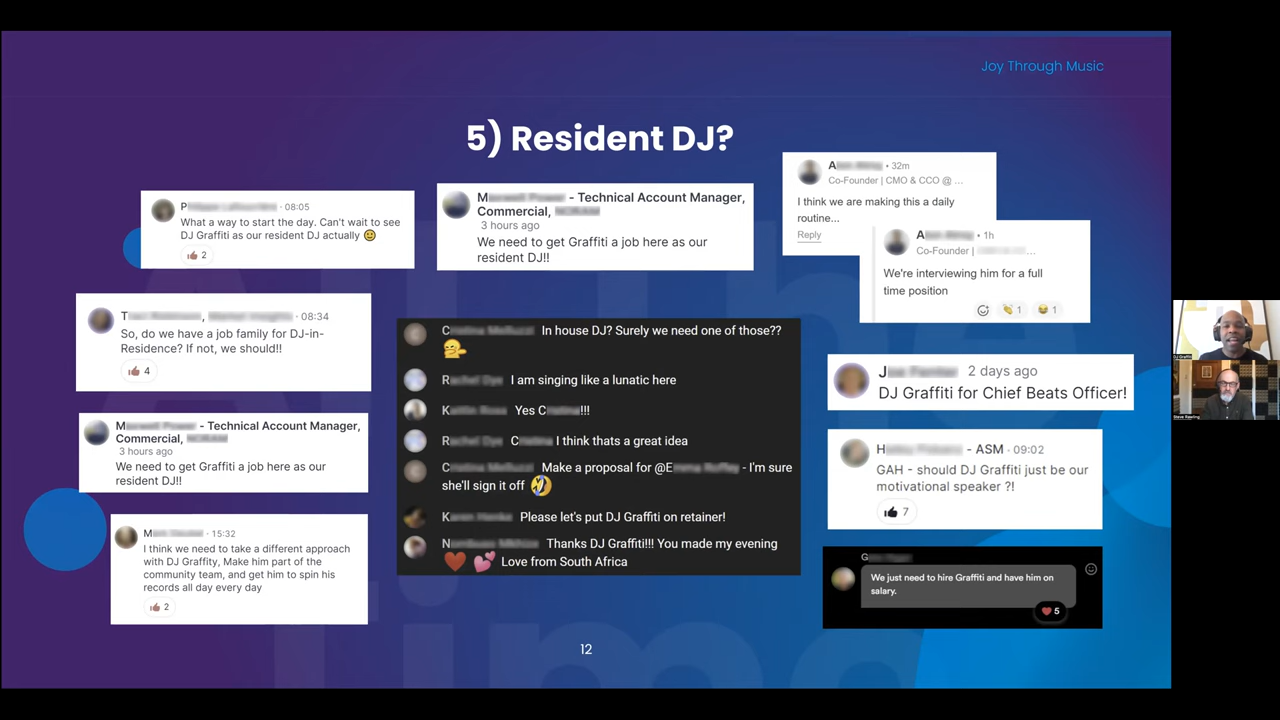 Joy Through Music
5) Resident DJ?
P · 08:05
What a way to start the day. Can't wait to see
DJ Graffiti as our resident DJ actually 🙂
2
T , · 08:34
So, do we have a job family for DJ-in-
Residence? If not, we should!!
4
M - Technical Account Manager,
Commercial,
3 hours ago
We need to get Graffiti a job here as our
resident DJ!!
M · 15:32
I think we need to take a different approach
with DJ Graffity, Make him part of the
community team, and get him to spin his
records all day every day
2
M - Technical Account Manager,
Commercial,
3 hours ago
We need to get Graffiti a job here as our
resident DJ!!
C In house DJ? Surely we need one of those??
R I am singing like a lunatic here
K Yes C!!!
R C I think thats a great idea
C Make a proposal for @E - I'm sure
she'll sign it off 🤣
K Please let's put DJ Graffiti on retainer!
N Thanks DJ Graffiti!!! You made my evening
❤️ 💕 Love from South Africa
A • 32m
Co-Founder | CMO & CCO @ ...
I think we are making this a daily
routine...
Reply
A • 1h
Co-Founder | ...
We're interviewing him for a full
time position
1 1
J 2 days ago
DJ Graffiti for Chief Beats Officer!
H - ASM · 09:02
GAH - should DJ Graffiti just be our
motivational speaker ?!
7
G
We just need to hire Graffiti and have him on
salary.
5
12
DJ Graffiti
Steve Rawling